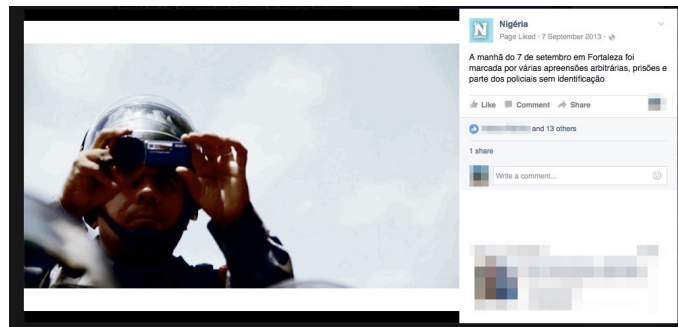 N
Nigéria
Page Liked · 7 September 2013 ·
A manhã do 7 de setembro em Fortaleza foi
marcada por várias apreensões arbitrárias, prisões e
parte dos policiais sem identificação
Like Comment Share
and 13 others
1 share
Write a comment...
SONY